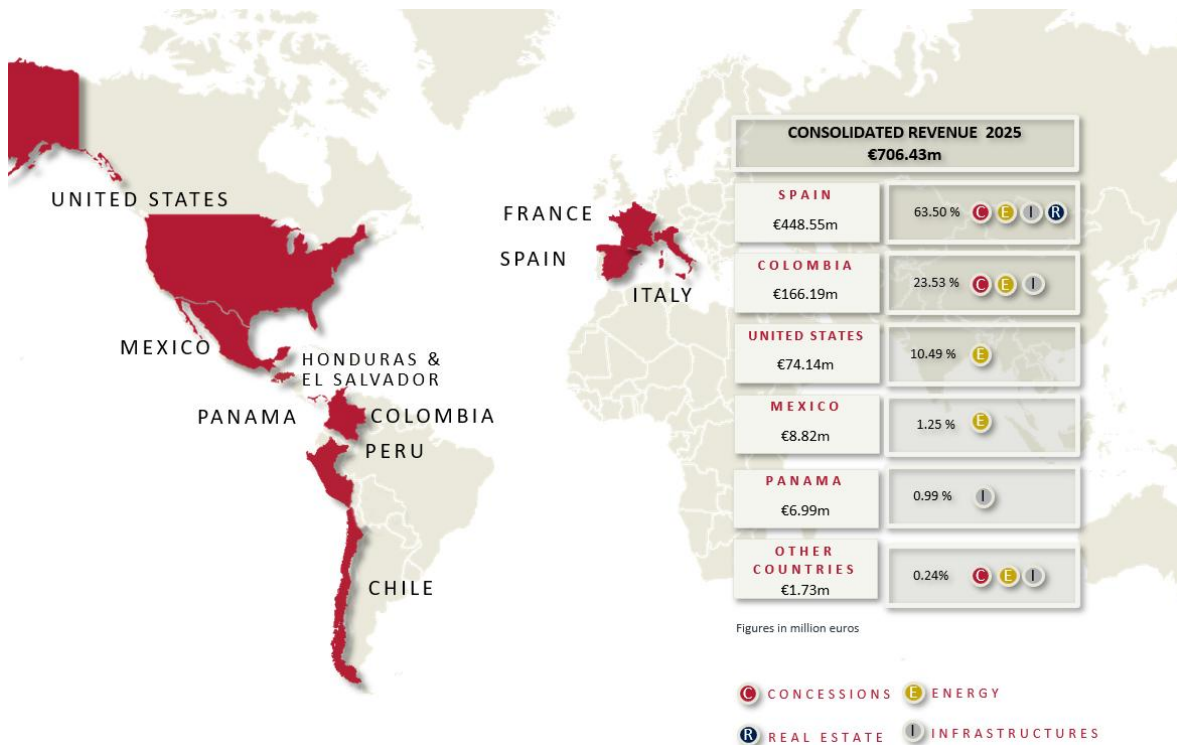 UNITED STATES
MEXICO
HONDURAS &
EL SALVADOR
PANAMA
COLOMBIA
PERU
CHILE
FRANCE
SPAIN
ITALY
CONSOLIDATED REVENUE 2025
€706.43m
SPAIN
€448.55m
63.50 % C E I R
COLOMBIA
€166.19m
23.53 % C E I
UNITED STATES
€74.14m
10.49 % E
MEXICO
€8.82m
1.25 % E
PANAMA
€6.99m
0.99 % I
OTHER
COUNTRIES
€1.73m
0.24% C E I
Figures in million euros
C CONCESSIONS E ENERGY
R REAL ESTATE I INFRASTRUCTURES